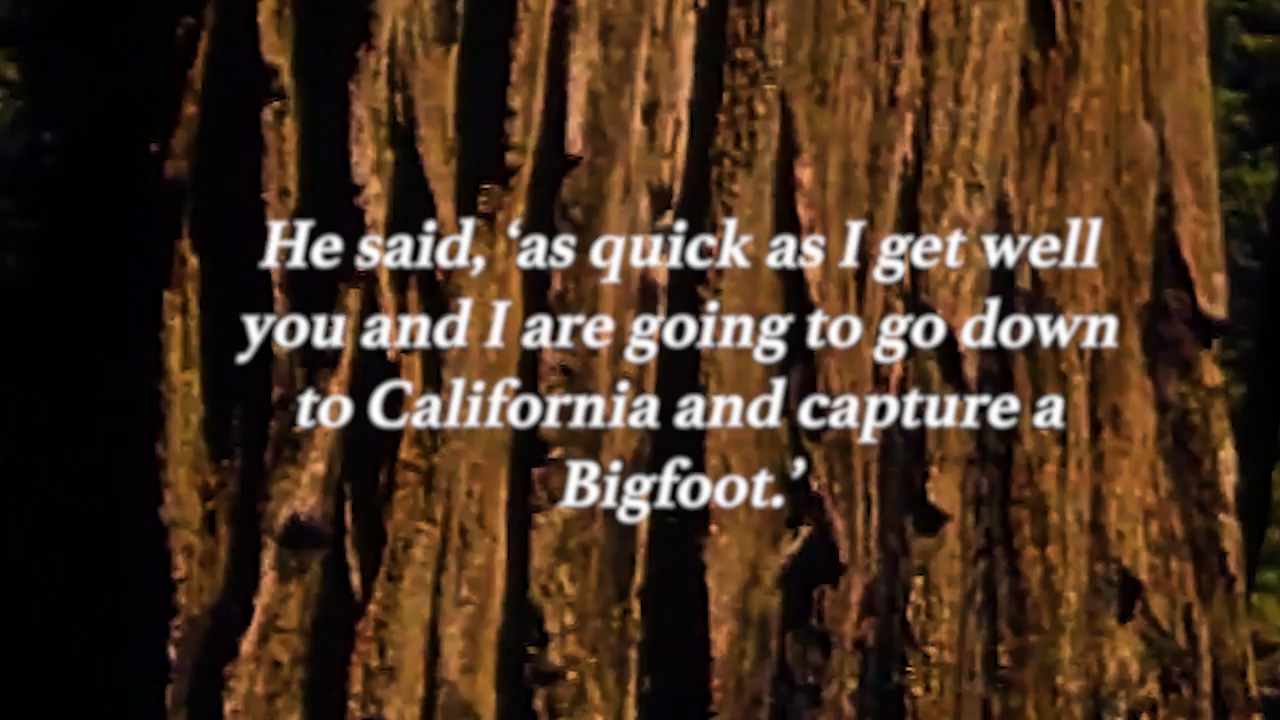 He said, ‘as quick as I get well
you and I are going to go down
to California and capture a
Bigfoot.’